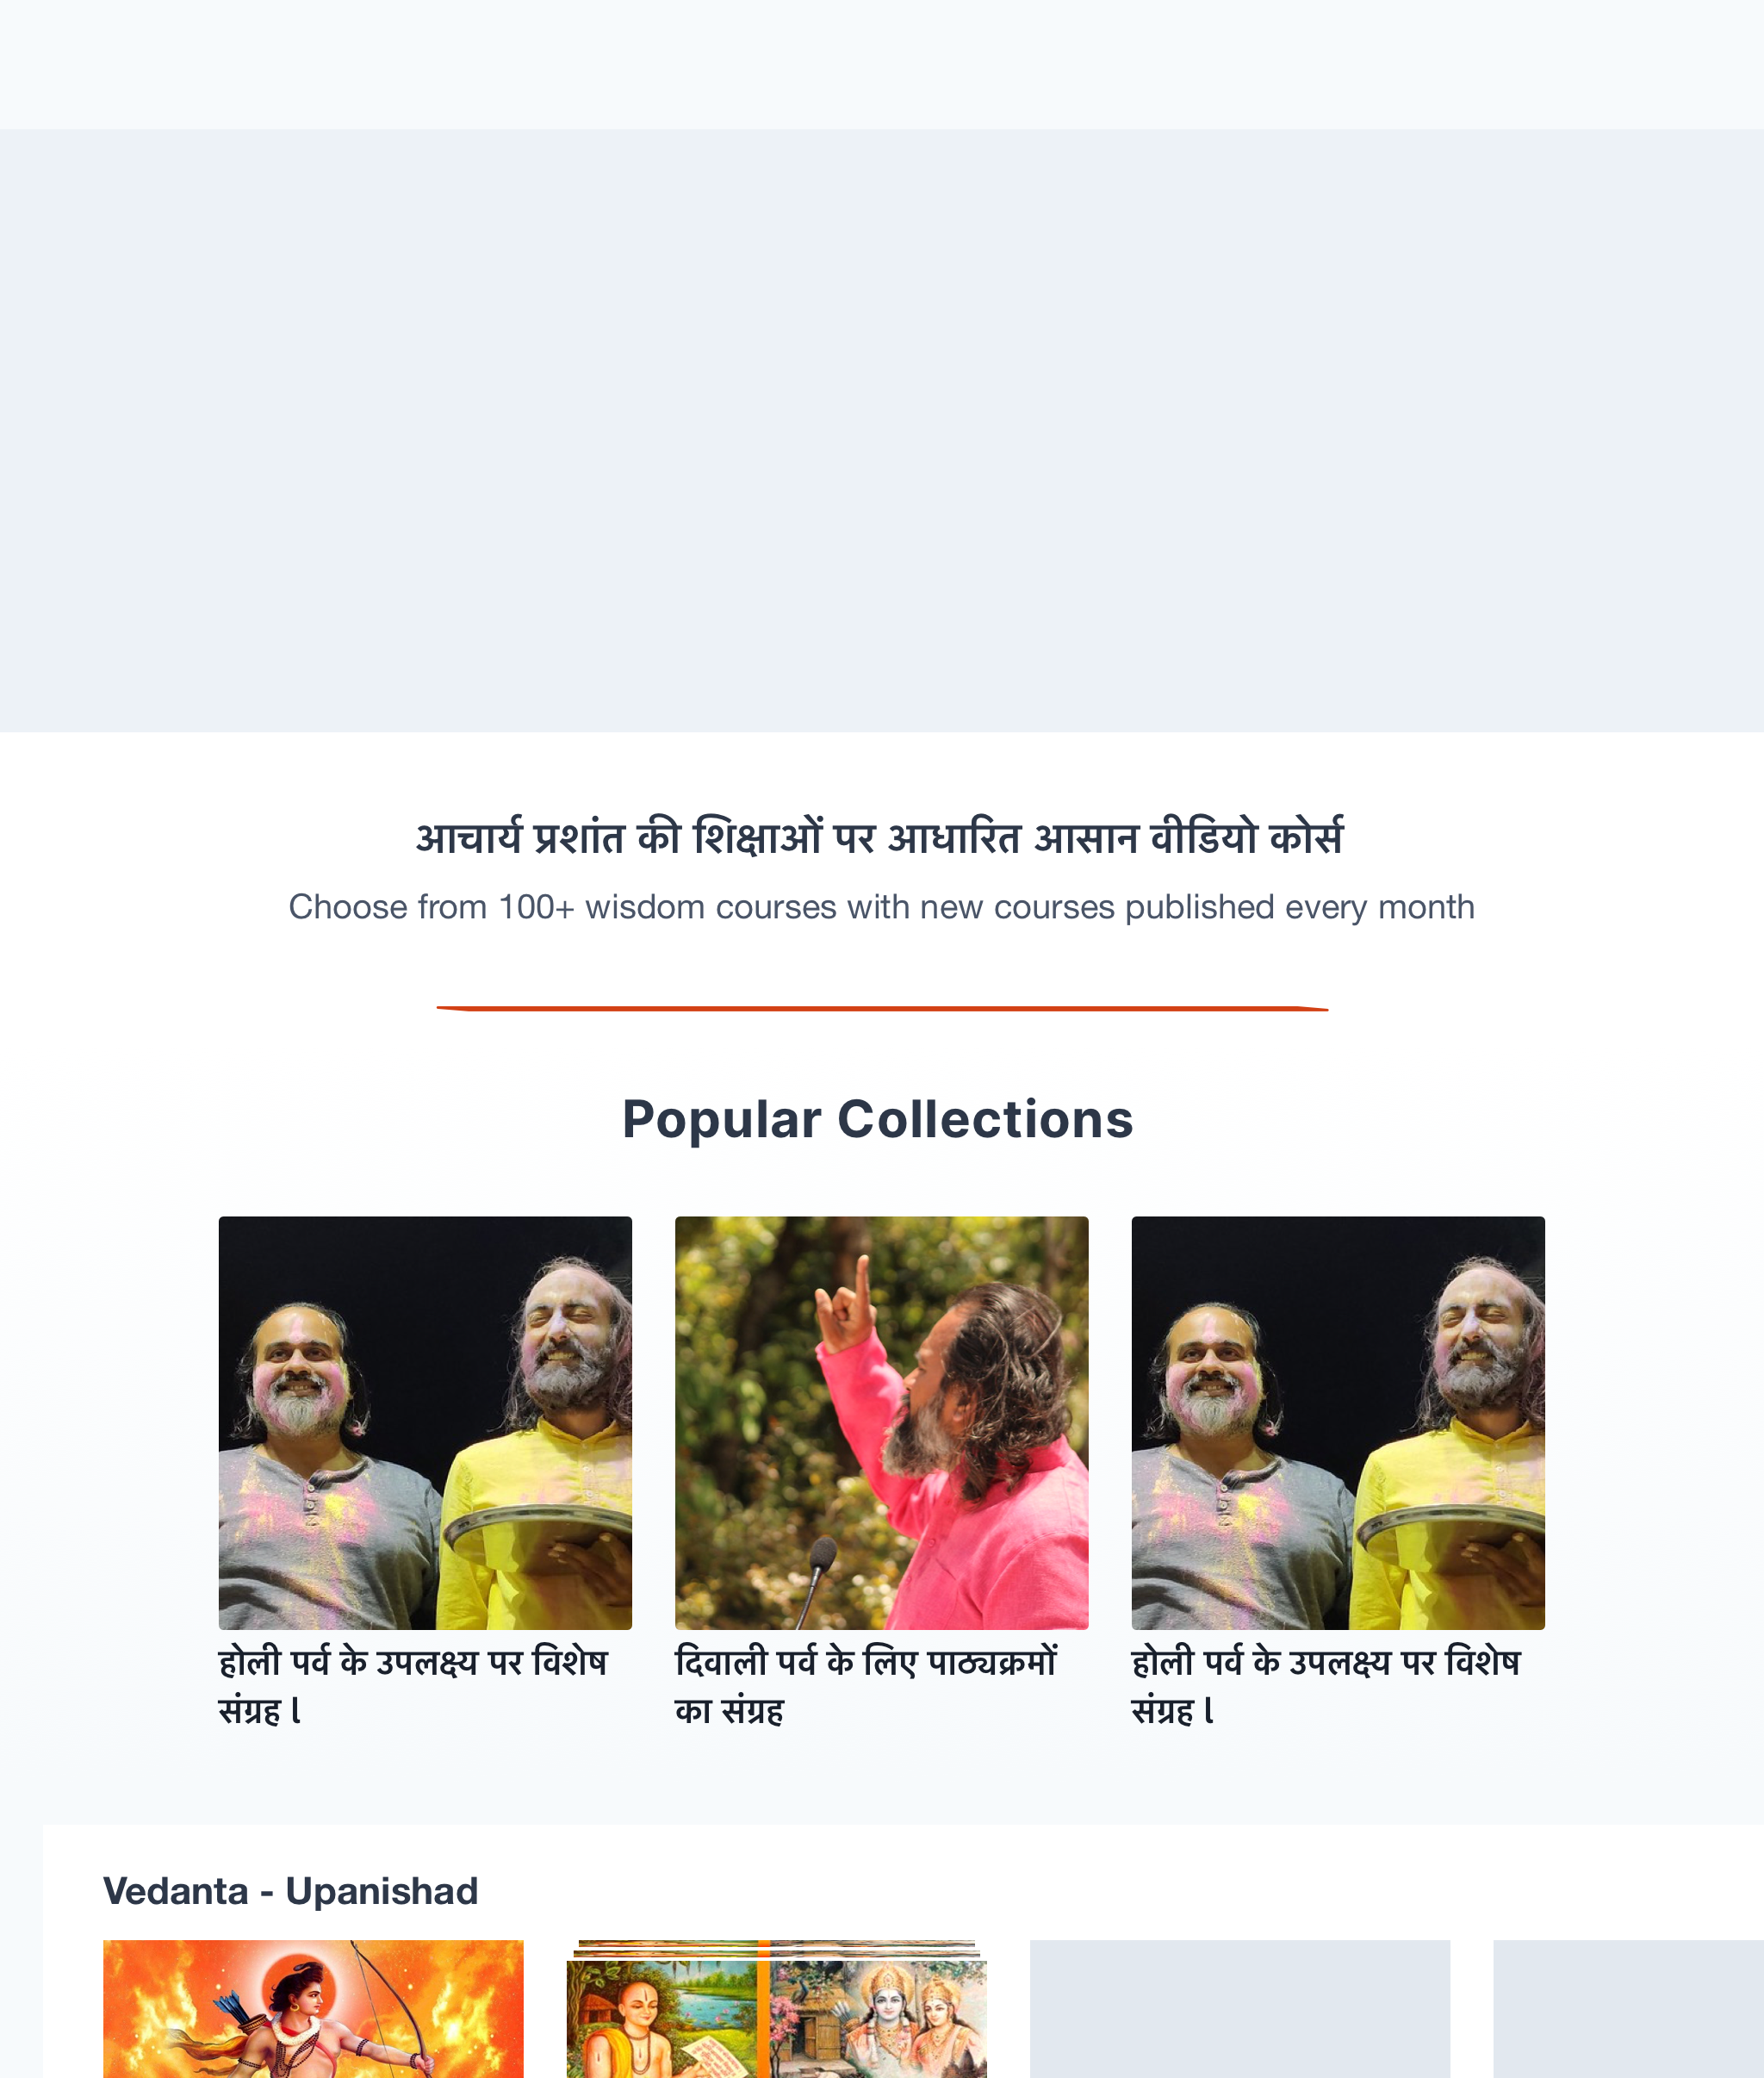 आचार्य प्रशांत की शिक्षाओं पर आधारित आसान वीडियो कोर्स
Choose from 100+ wisdom courses with new courses published every month
Popular Collections
होली पर्व के उपलक्ष्य पर विशेष
संग्रह l
दिवाली पर्व के लिए पाठ्यक्रमों
का संग्रह
होली पर्व के उपलक्ष्य पर विशेष
संग्रह l
Vedanta - Upanishad